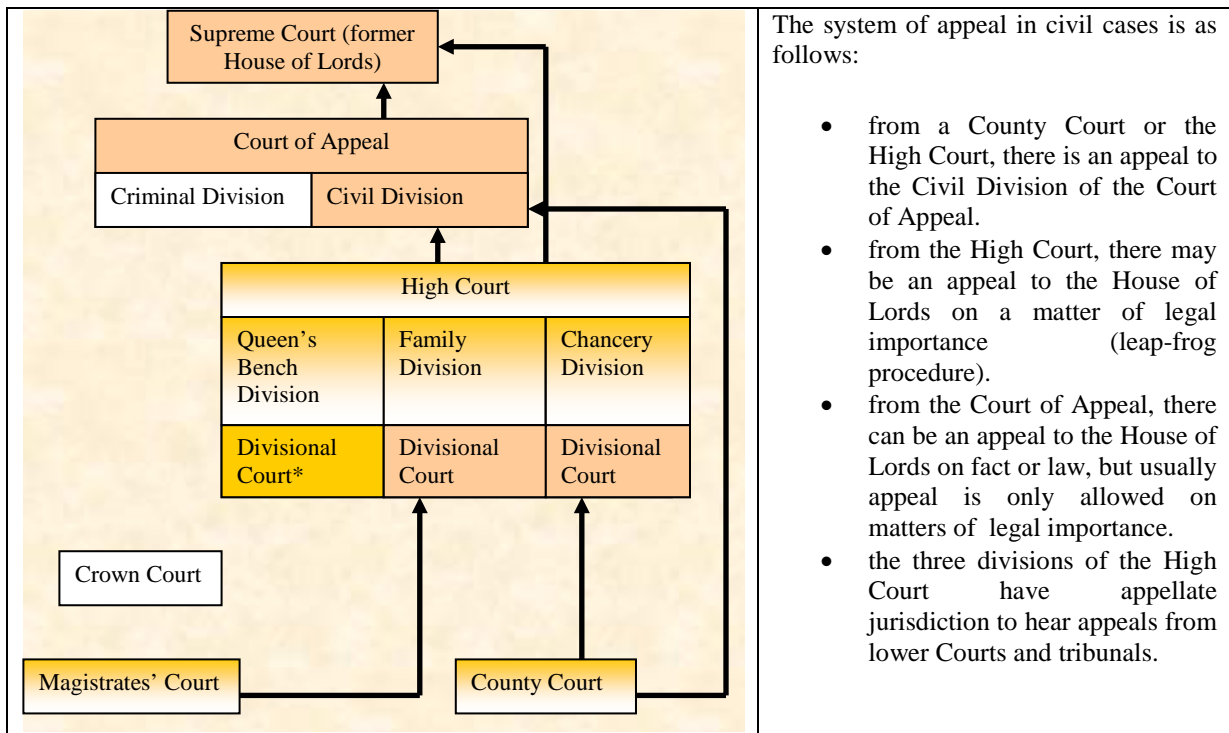 Supreme Court (former
House of Lords)
Court of Appeal
Criminal Division
Civil Division
High Court
Queen’s
Bench
Division
Family
Division
Chancery
Division
Divisional
Court*
Divisional
Court
Divisional
Court
Crown Court
Magistrates’ Court
County Court
The system of appeal in civil cases is as
follows:
• from a County Court or the
High Court, there is an appeal to
the Civil Division of the Court
of Appeal.
• from the High Court, there may
be an appeal to the House of
Lords on a matter of legal
importance (leap-frog
procedure).
• from the Court of Appeal, there
can be an appeal to the House of
Lords on fact or law, but usually
appeal is only allowed on
matters of legal importance.
• the three divisions of the High
Court have appellate
jurisdiction to hear appeals from
lower Courts and tribunals.